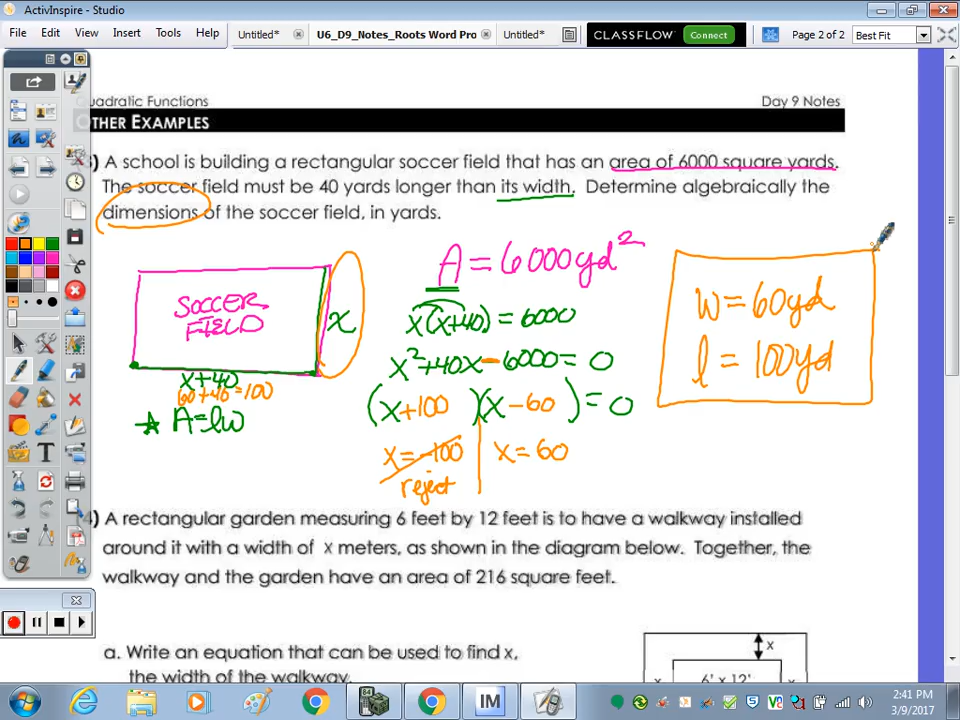 ActivInspire - Studio
File Edit View Insert Tools Help Untitled* U6_D9_Notes_Roots Word Pro Untitled* CLASSFLOW Connect Page 2 of 2 Best Fit
uadratic Functions Day 9 Notes
OTHER EXAMPLES
3) A school is building a rectangular soccer field that has an area of 6000 square yards.
The soccer field must be 40 yards longer than its width. Determine algebraically the
dimensions of the soccer field, in yards.
SOCCER
FIELD
x
x+40
60+40=100
★ A=lw
A=6000yd²
x(x+40)=6000
x²+40x-6000=0
(x+100)(x-60)=0
x=-100
reject
x=60
w=60yd
l=100yd
4) A rectangular garden measuring 6 feet by 12 feet is to have a walkway installed
around it with a width of x meters, as shown in the diagram below. Together, the
walkway and the garden have an area of 216 square feet.
a. Write an equation that can be used to find x,
the width of the walkway.
x
x 6' x 12' x
IM
2:41 PM
3/9/2017